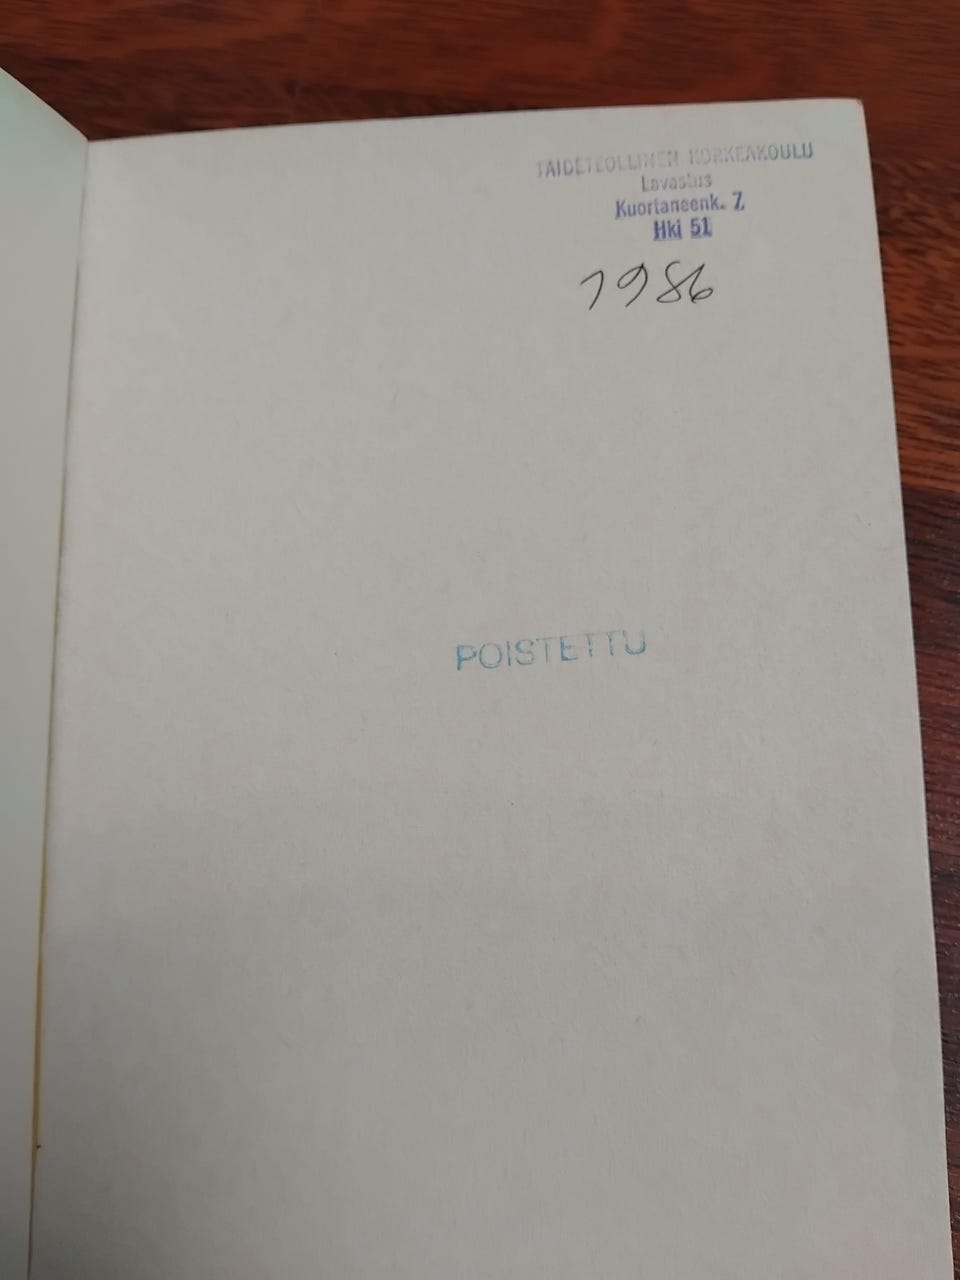 TAIDETEOLLINEN KORKEAKOULU
Lavastus
Kuortaneenk. 7
Hki 51
1986
POISTETTU